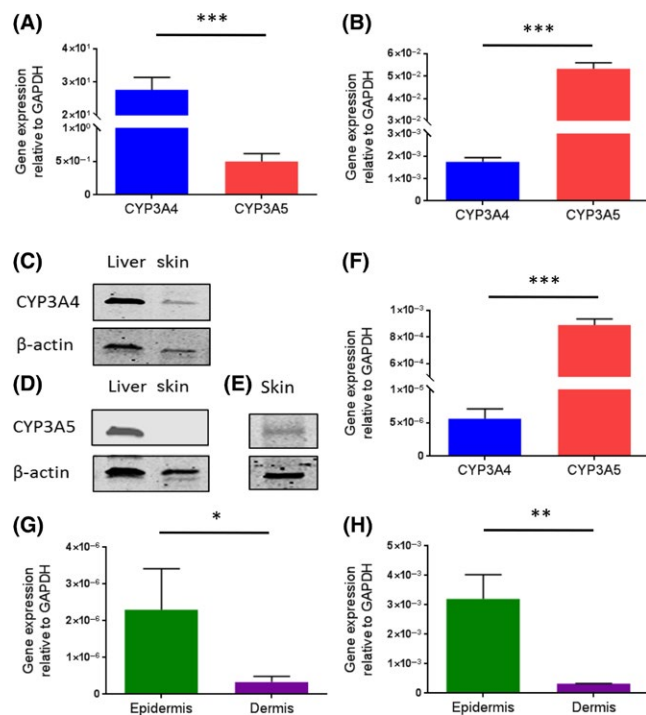 (A)
***
Gene expression
relative to GAPDH
3×10¹
3×10¹
2×10¹
1×10⁰
5×10⁻¹
0
CYP3A4
CYP3A5
(B)
***
Gene expression
relative to GAPDH
6×10⁻²
5×10⁻²
4×10⁻²
3×10⁻²
3×10⁻³
2×10⁻³
1×10⁻³
0
CYP3A4
CYP3A5
(C)
Liver skin
CYP3A4
β-actin
(D)
Liver skin
CYP3A5
β-actin
(E)
Skin
(F)
***
Gene expression
relative to GAPDH
1×10⁻³
8×10⁻⁴
6×10⁻⁴
1×10⁻⁵
5×10⁻⁶
0
CYP3A4
CYP3A5
(G)
*
Gene expression
relative to GAPDH
4×10⁻⁶
3×10⁻⁶
2×10⁻⁶
1×10⁻⁶
0
Epidermis
Dermis
(H)
**
Gene expression
relative to GAPDH
4×10⁻³
3×10⁻³
2×10⁻³
1×10⁻³
0
Epidermis
Dermis